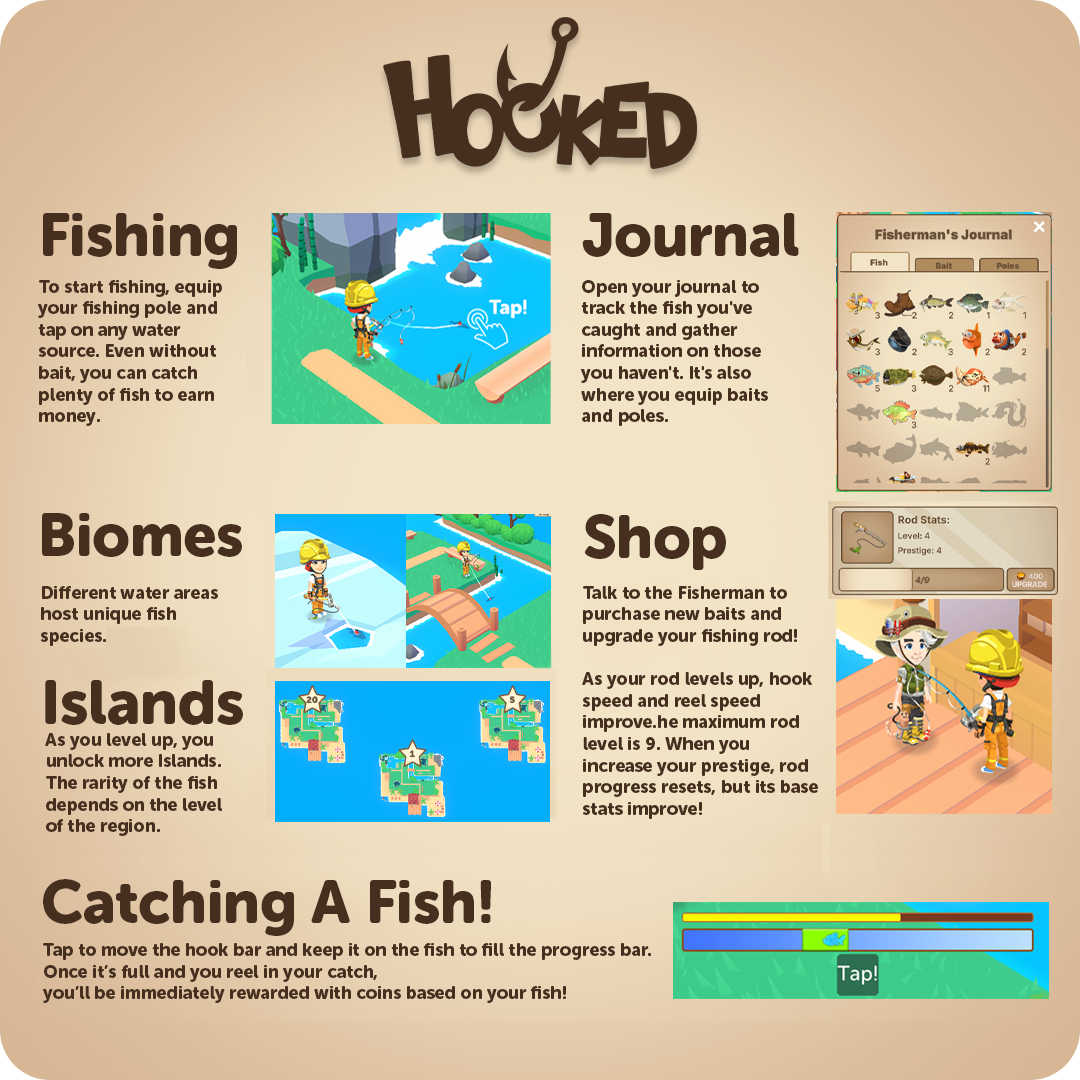 HOOKED
Fishing
To start fishing, equip
your fishing pole and
tap on any water
source. Even without
bait, you can catch
plenty of fish to earn
money.
Tap!
Journal
Open your journal to
track the fish you've
caught and gather
information on those
you haven't. It's also
where you equip baits
and poles.
Fisherman's Journal
Fish Bait Poles
3 2 2 1 1
3 2 3 2 2
5 3 2 11
3
2
Biomes
Different water areas
host unique fish
species.
Islands
As you level up, you
unlock more Islands.
The rarity of the fish
depends on the level
of the region.
20
5
1
Shop
Talk to the Fisherman to
purchase new baits and
upgrade your fishing rod!
As your rod levels up, hook
speed and reel speed
improve.he maximum rod
level is 9. When you
increase your prestige, rod
progress resets, but its base
stats improve!
Rod Stats:
Level: 4
Prestige: 4
4/9
400
UPGRADE
Catching A Fish!
Tap to move the hook bar and keep it on the fish to fill the progress bar.
Once it’s full and you reel in your catch,
you’ll be immediately rewarded with coins based on your fish!
Tap!